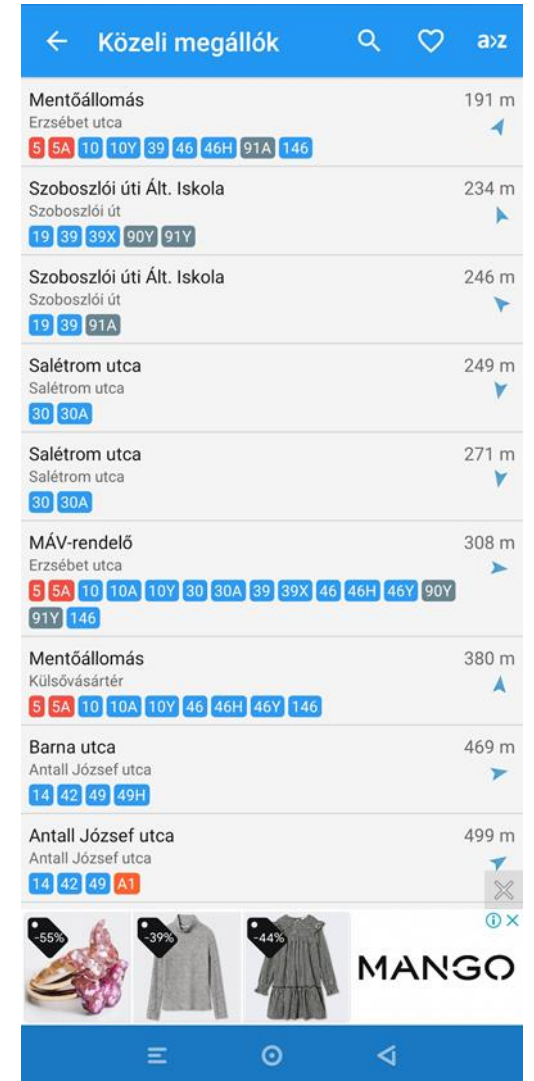 Közeli megállók a>z
Mentőállomás 191 m
Erzsébet utca
5 5A 10 10Y 39 46 46H 91A 146
Szoboszlói úti Ált. Iskola 234 m
Szoboszlói út
19 39 39X 90Y 91Y
Szoboszlói úti Ált. Iskola 246 m
Szoboszlói út
19 39 91A
Salétrom utca 249 m
Salétrom utca
30 30A
Salétrom utca 271 m
Salétrom utca
30 30A
MÁV-rendelő 308 m
Erzsébet utca
5 5A 10 10A 10Y 30 30A 39 39X 46 46H 46Y 90Y
91Y 146
Mentőállomás 380 m
Külsővásártér
5 5A 10 10A 10Y 46 46H 46Y 146
Barna utca 469 m
Antall József utca
14 42 49 49H
Antall József utca 499 m
Antall József utca
14 42 49 A1
-55% -39% -44%
MANGO